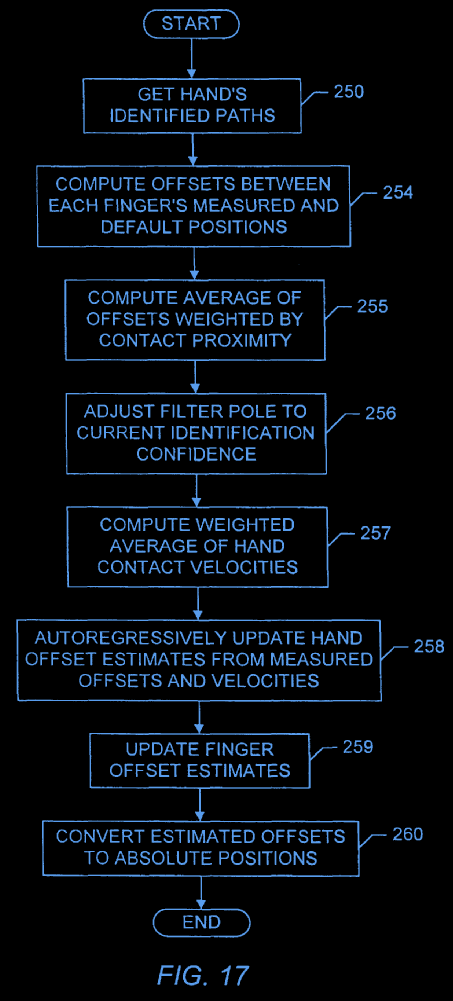 START
GET HAND'S
IDENTIFIED PATHS
250
COMPUTE OFFSETS BETWEEN
EACH FINGER'S MEASURED AND
DEFAULT POSITIONS
254
COMPUTE AVERAGE OF
OFFSETS WEIGHTED BY
CONTACT PROXIMITY
255
ADJUST FILTER POLE TO
CURRENT IDENTIFICATION
CONFIDENCE
256
COMPUTE WEIGHTED
AVERAGE OF HAND
CONTACT VELOCITIES
257
AUTOREGRESSIVELY UPDATE HAND
OFFSET ESTIMATES FROM MEASURED
OFFSETS AND VELOCITIES
258
UPDATE FINGER
OFFSET ESTIMATES
259
CONVERT ESTIMATED OFFSETS
TO ABSOLUTE POSITIONS
260
END
FIG. 17